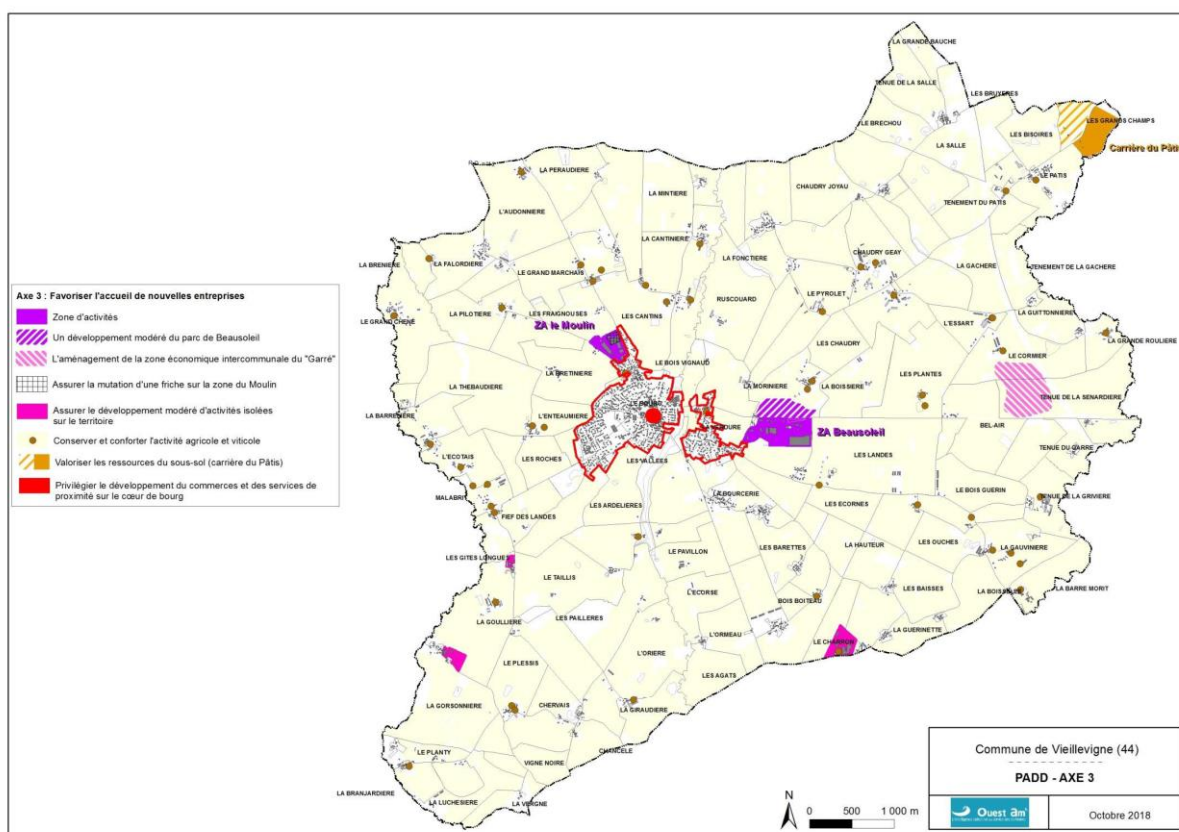 LA GRANDE BAUCHE
TENUE DE LA SALLE
LES BRUYERES
LE BRECHOU
LES GRANDS CHAMPS
LES BISOIRES
LA SALLE
Carrière du Pâtis
LA PERAUDIERE
LE PATIS
LA MINTIERE
CHAUDRY JOYAU
TENEMENT DU PATIS
L'AUDONNIERE
LA CANTINIERE
LA FONCTIERE
CHAUDRY GEAY
LA BRENIERE
LA FALORDIERE
LE GRAND MARCHAIS
LA GACHERE
TENEMENT DE LA GACHERE
Axe 3 : Favoriser l'accueil de nouvelles entreprises
Zone d'activités
Un développement modéré du parc de Beausoleil
L'aménagement de la zone économique intercommunale du "Garré"
Assurer la mutation d'une friche sur la zone du Moulin
Assurer le développement modéré d'activités isolées
sur le territoire
Conserver et conforter l'activité agricole et viticole
Valoriser les ressources du sous-sol (carrière du Pâtis)
Privilégier le développement du commerces et des services de
proximité sur le cœur de bourg
LE PYROLET
RUSCOUARD
LE GRAND CHENE
LA PILOTIERE
LES FRAIGNOUSES
LES CANTINS
LA GUITTONNIERE
L'ESSART
ZA le Moulin
LA GRANDE ROULIERE
LES CHAUDRY
LE CORMIER
LE BOIS VIGNAUD
LA BRETINIERE
LA BOISSIERE
LA THEBAUDIERE
LA MORINIERE
LES PLANTES
LE BOURG
TENUE DE LA SENARDIERE
LA BARRENIERE
L'ENTEAUMIERE
BEL-AIR
ZA Beausoleil
L'ECOTAIS
LES ROCHES
LES VALLEES
LES LANDES
TENUE DU GARRE
MALABRIT
LA BOURCERIE
LE BOIS GUERIN
TENUE DE LA GRIVIERE
LES ARDELIERES
LES ECORNES
FIEF DES LANDES
LES OUCHES
LA GAUVINIERE
LA HAUTEUR
LES BARETTES
LE PAVILLON
LES GITES LONGUES
LE TAILLIS
LES BAISSES
LA BARRE MORIT
L'ECORSE
BOIS BOITEAU
LA GOULLIERE
LES PAILLERES
LA GUERINETTE
L'ORMEAU
LE CHARRON
L'ORIERE
LE PLESSIS
LES AGATS
LA GORSONNIERE
CHERVAIS
LA GIRAUDIERE
LE PLANTY
CHANCELE
VIGNE NOIRE
LA BRANJARDIERE
LA LUCHESIERE
LA VERGNE
N
0 500 1 000 m
Commune de Vieillevigne (44)
PADD - AXE 3
Ouest am'
Octobre 2018